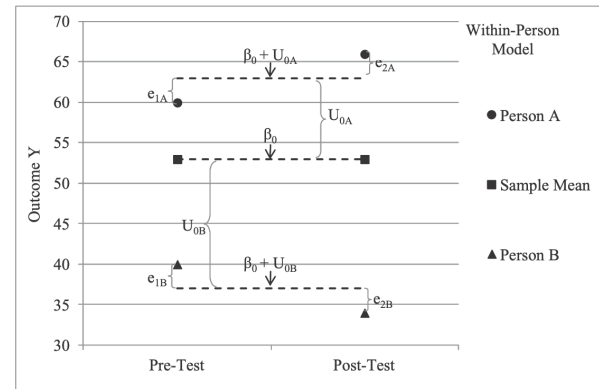 70
65
60
55
50
45
40
35
30
Outcome Y
Pre-Test
Post-Test
β₀ + U₀A
e₁A
e₂A
U₀A
β₀
U₀B
β₀ + U₀B
e₁B
e₂B
Within-Person
Model
Person A
Sample Mean
Person B